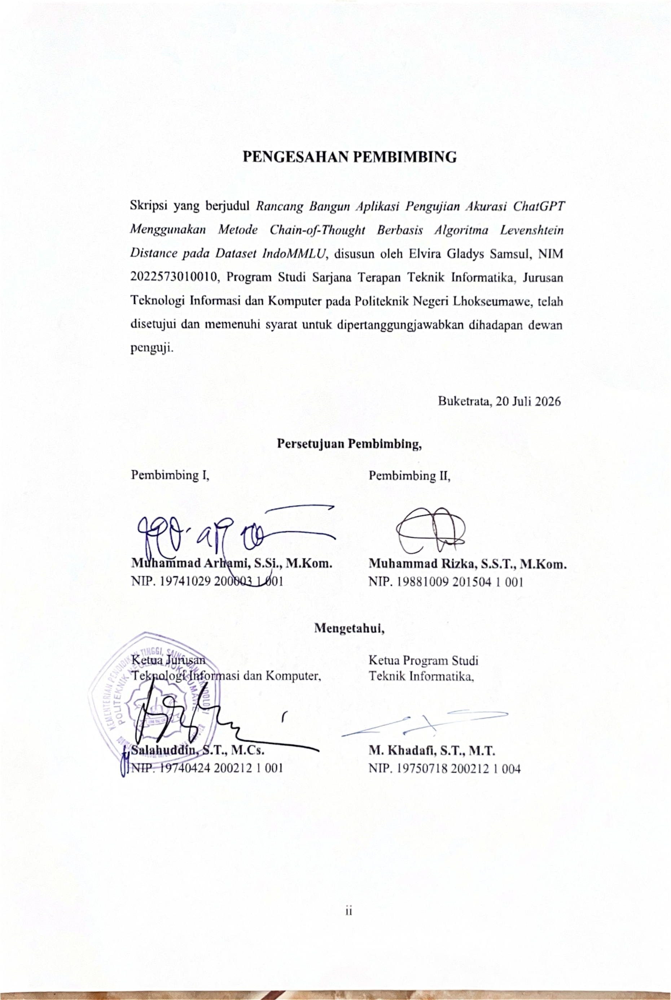 PENGESAHAN PEMBIMBING
Skripsi yang berjudul Rancang Bangun Aplikasi Pengujian Akurasi ChatGPT
Menggunakan Metode Chain-of-Thought Berbasis Algoritma Levenshtein
Distance pada Dataset IndoMMLU, disusun oleh Elvira Gladys Samsul, NIM
2022573010010, Program Studi Sarjana Terapan Teknik Informatika, Jurusan
Teknologi Informasi dan Komputer pada Politeknik Negeri Lhokseumawe, telah
disetujui dan memenuhi syarat untuk dipertanggungjawabkan dihadapan dewan
penguji.
Buketrata, 20 Juli 2026
Persetujuan Pembimbing,
Pembimbing I,
Pembimbing II,
Muhammad Arhami, S.Si., M.Kom.
NIP. 19741029 200003 1 001
Muhammad Rizka, S.S.T., M.Kom.
NIP. 19881009 201504 1 001
Mengetahui,
Ketua Jurusan
Teknologi Informasi dan Komputer,
Ketua Program Studi
Teknik Informatika,
KEMENTERIAN PENDIDIKAN TINGGI, SAINS DAN TEKNOLOGI
POLITEKNIK NEGERI LHOKSEUMAWE
Salahuddin, S.T., M.Cs.
NIP. 19740424 200212 1 001
M. Khadafi, S.T., M.T.
NIP. 19750718 200212 1 004
ii